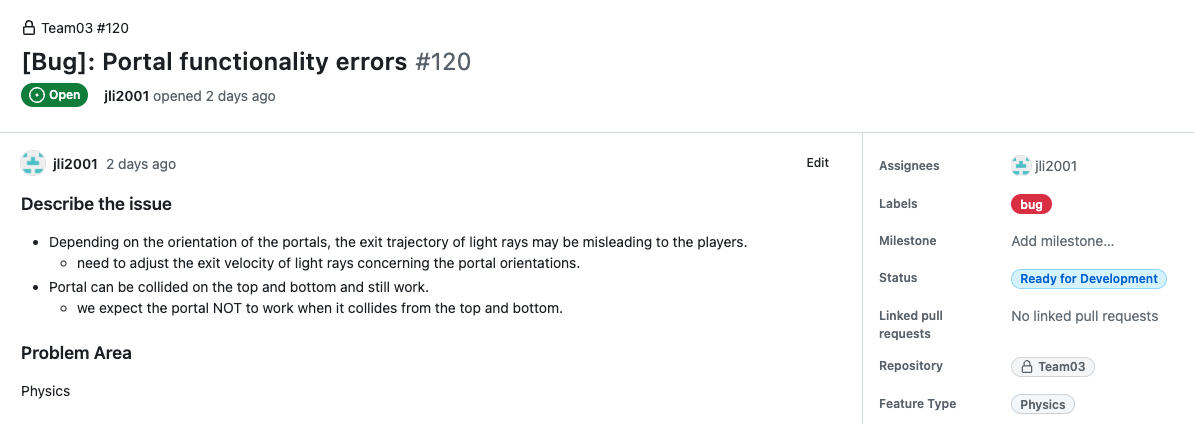 Team03 #120
[Bug]: Portal functionality errors #120
Open jli2001 opened 2 days ago
jli2001 2 days ago Edit
Describe the issue
• Depending on the orientation of the portals, the exit trajectory of light rays may be misleading to the players.
◦ need to adjust the exit velocity of light rays concerning the portal orientations.
• Portal can be collided on the top and bottom and still work.
◦ we expect the portal NOT to work when it collides from the top and bottom.
Problem Area
Physics
Assignees jli2001
Labels bug
Milestone Add milestone...
Status Ready for Development
Linked pull No linked pull requests
requests
Repository Team03
Feature Type Physics